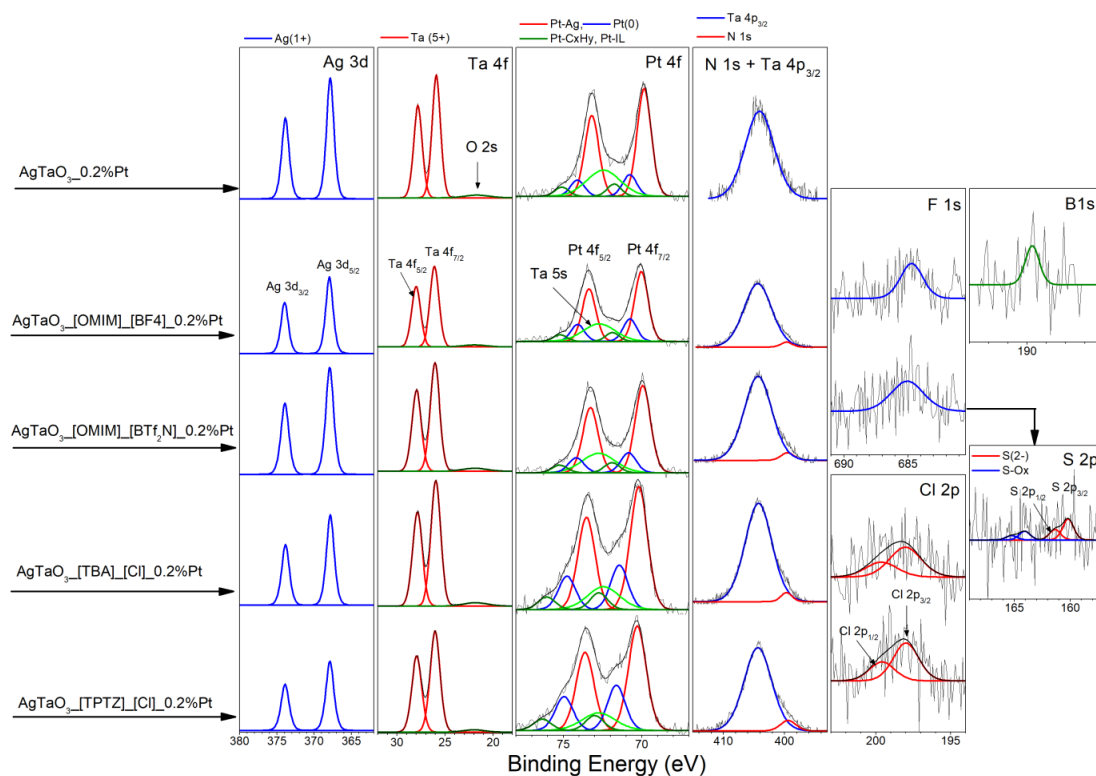 Ag(1+)
Ta (5+)
Pt-Ag, Pt(0)
Pt-CxHy, Pt-IL
Ta 4p3/2
N 1s
Ag 3d
Ta 4f
Pt 4f
N 1s + Ta 4p3/2
O 2s
AgTaO3_0.2%Pt
F 1s
B1s
Ta 4f5/2
Ta 4f7/2
Pt 4f5/2
Pt 4f7/2
Ag 3d3/2
Ag 3d5/2
Ta 5s
190
AgTaO3_[OMIM]_[BF4]_0.2%Pt
AgTaO3_[OMIM]_[BTf2N]_0.2%Pt
690 685
S(2-)
S-Ox
S 2p
S 2p1/2
S 2p3/2
Cl 2p
165 160
AgTaO3_[TBA]_[Cl]_0.2%Pt
Cl 2p3/2
Cl 2p1/2
AgTaO3_[TPTZ]_[Cl]_0.2%Pt
380 375 370 365
30 25 20
75 70
410 400
200 195
Binding Energy (eV)